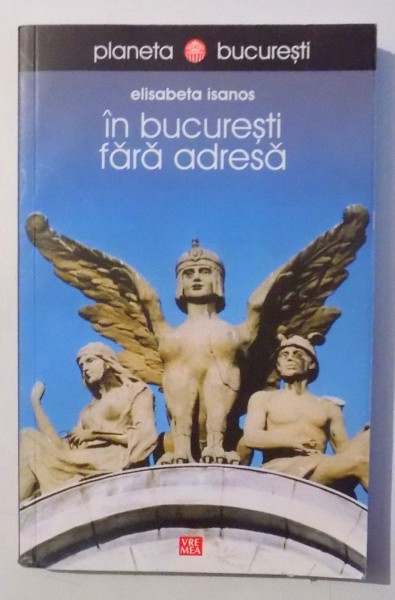 planeta bucurești
elisabeta isanos
în bucurești
fără adresă
VRE
MEA